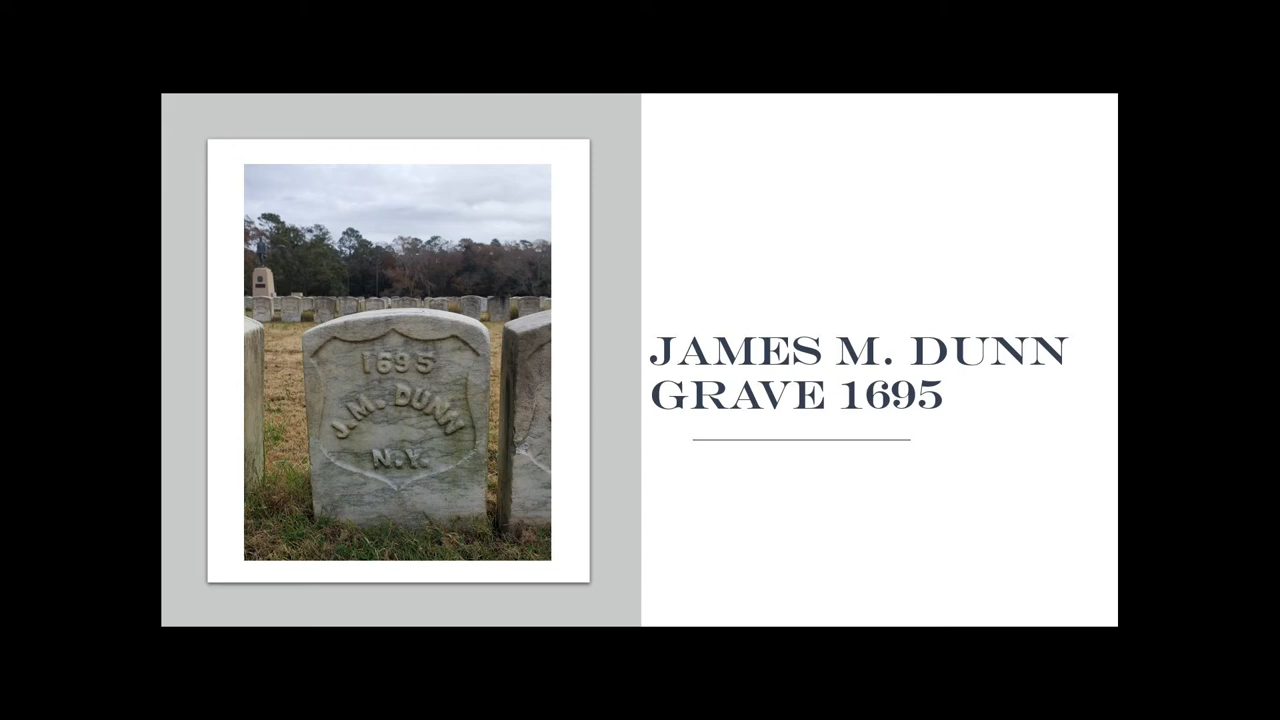 1695
J.M. DUNN
N.Y.
JAMES M. DUNN
GRAVE 1695